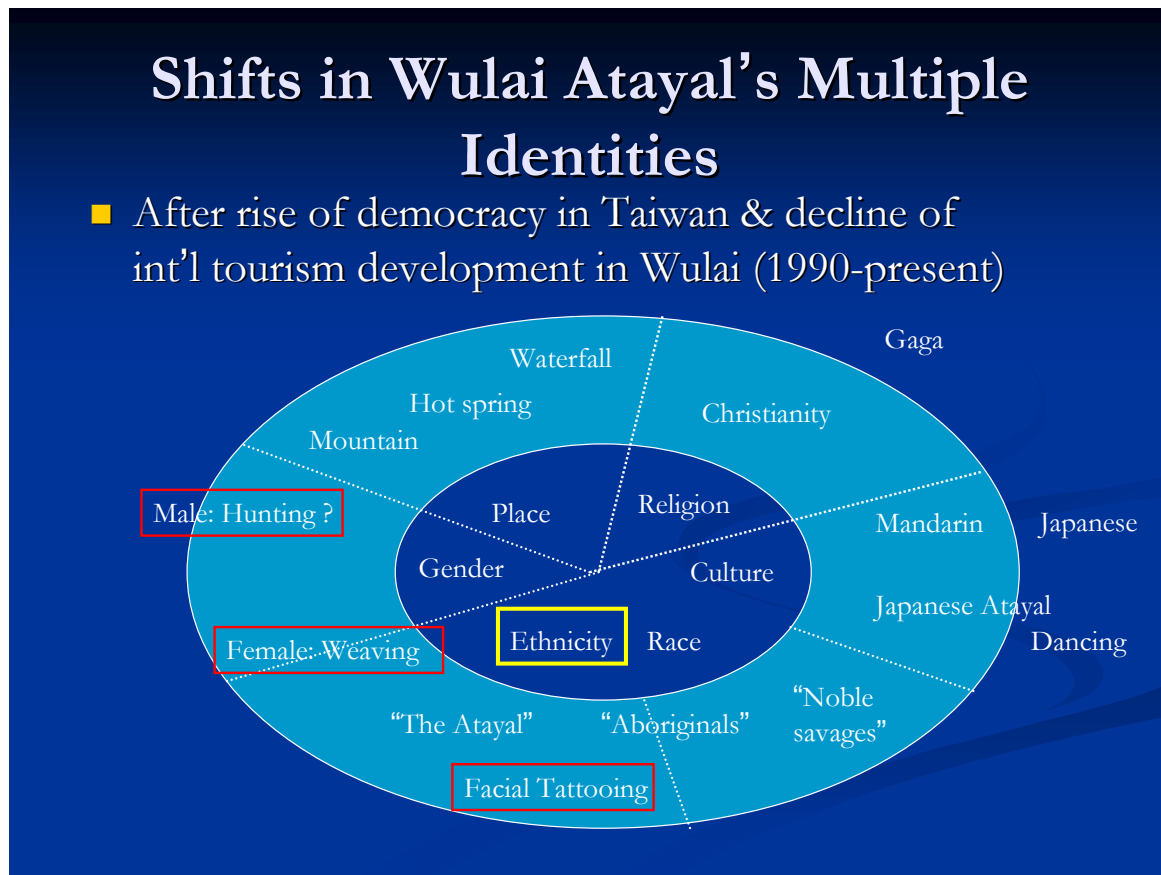 Shifts in Wulai Atayal’s Multiple
Identities
After rise of democracy in Taiwan & decline of
int’l tourism development in Wulai (1990-present)
Gaga
Waterfall
Hot spring
Mountain
Christianity
Male: Hunting ?
Place
Religion
Mandarin
Japanese
Gender
Culture
Japanese Atayal
Dancing
Female: Weaving
Ethnicity
Race
“The Atayal”
“Aboriginals”
“Noble
savages”
Facial Tattooing